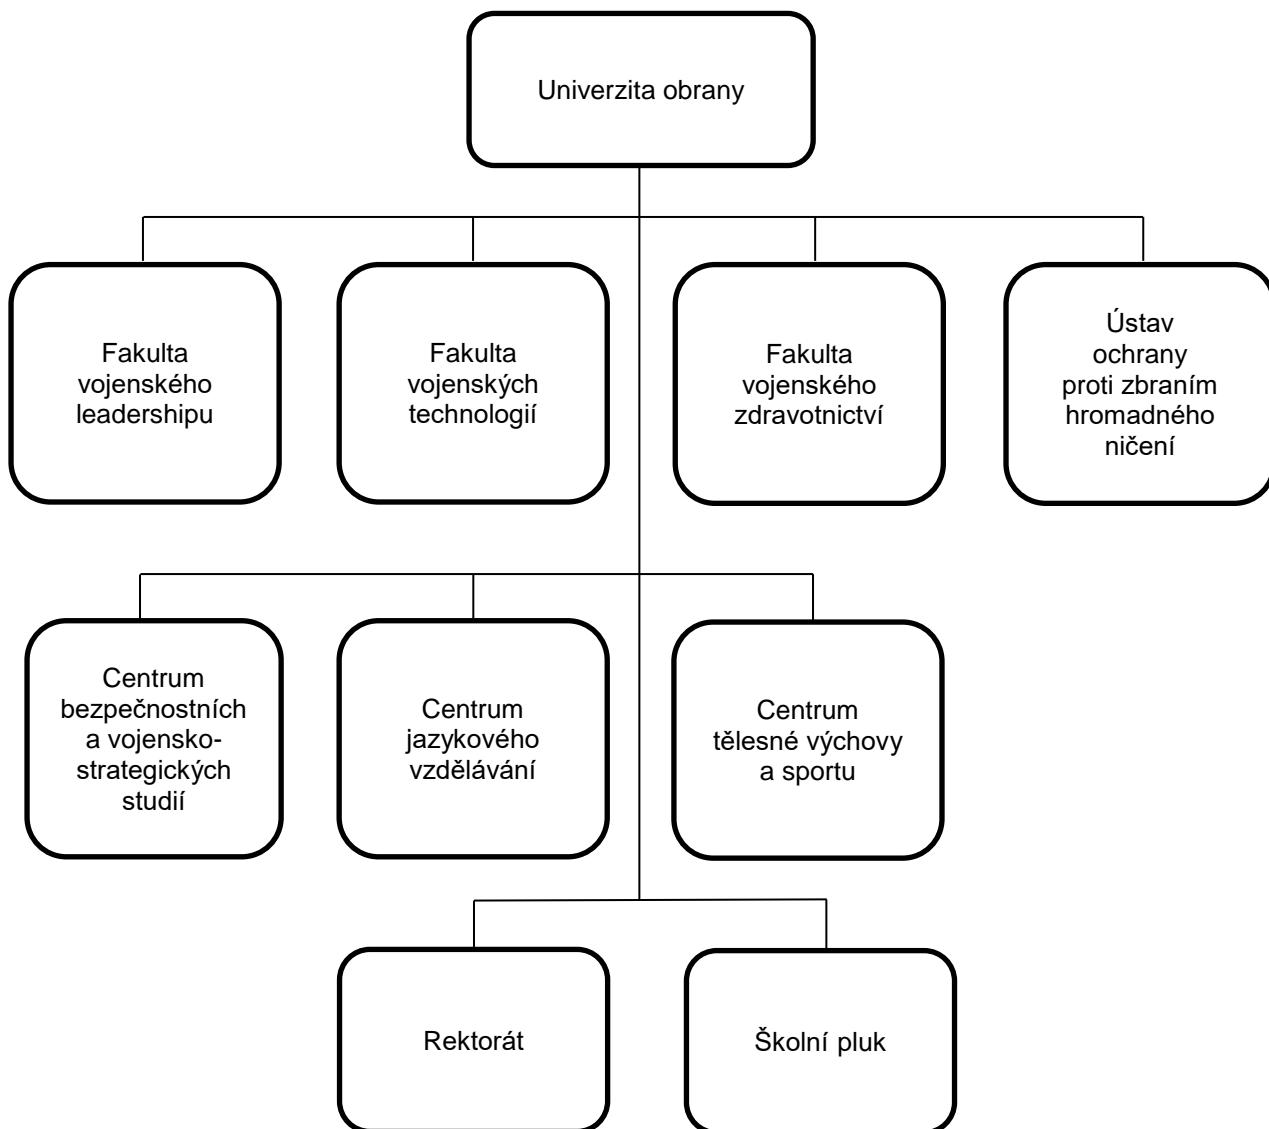 Univerzita obrany
Fakulta
vojenského
leadershipu
Fakulta
vojenských
technologií
Fakulta
vojenského
zdravotnictví
Ústav
ochrany
proti zbraním
hromadného
ničení
Centrum
bezpečnostních
a vojensko-
strategických
studií
Centrum
jazykového
vzdělávání
Centrum
tělesné výchovy
a sportu
Rektorát
Školní pluk